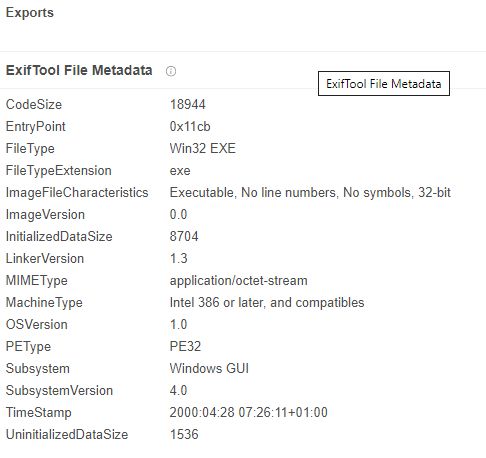 Exports
ExifTool File Metadata
ExifTool File Metadata
CodeSize 18944
EntryPoint 0x11cb
FileType Win32 EXE
FileTypeExtension exe
ImageFileCharacteristics Executable, No line numbers, No symbols, 32-bit
ImageVersion 0.0
InitializedDataSize 8704
LinkerVersion 1.3
MIMEType application/octet-stream
MachineType Intel 386 or later, and compatibles
OSVersion 1.0
PEType PE32
Subsystem Windows GUI
SubsystemVersion 4.0
TimeStamp 2000:04:28 07:26:11+01:00
UninitializedDataSize 1536